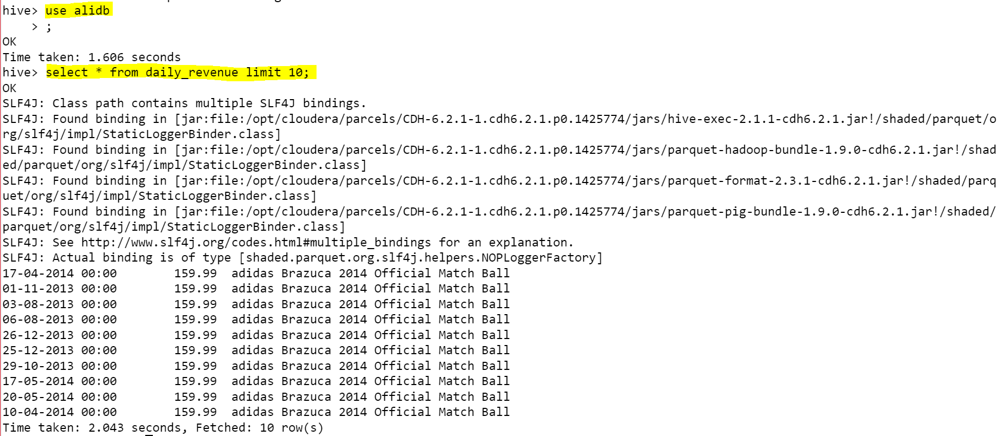 hive> use alidb
    > ;
OK
Time taken: 1.606 seconds
hive> select * from daily_revenue limit 10;
OK
SLF4J: Class path contains multiple SLF4J bindings.
SLF4J: Found binding in [jar:file:/opt/cloudera/parcels/CDH-6.2.1-1.cdh6.2.1.p0.1425774/jars/hive-exec-2.1.1-cdh6.2.1.jar!/shaded/parquet/o
rg/slf4j/impl/StaticLoggerBinder.class]
SLF4J: Found binding in [jar:file:/opt/cloudera/parcels/CDH-6.2.1-1.cdh6.2.1.p0.1425774/jars/parquet-hadoop-bundle-1.9.0-cdh6.2.1.jar!/shad
ed/parquet/org/slf4j/impl/StaticLoggerBinder.class]
SLF4J: Found binding in [jar:file:/opt/cloudera/parcels/CDH-6.2.1-1.cdh6.2.1.p0.1425774/jars/parquet-format-2.3.1-cdh6.2.1.jar!/shaded/parq
uet/org/slf4j/impl/StaticLoggerBinder.class]
SLF4J: Found binding in [jar:file:/opt/cloudera/parcels/CDH-6.2.1-1.cdh6.2.1.p0.1425774/jars/parquet-pig-bundle-1.9.0-cdh6.2.1.jar!/shaded/
parquet/org/slf4j/impl/StaticLoggerBinder.class]
SLF4J: See http://www.slf4j.org/codes.html#multiple_bindings for an explanation.
SLF4J: Actual binding is of type [shaded.parquet.org.slf4j.helpers.NOPLoggerFactory]
17-04-2014 00:00        159.99  adidas Brazuca 2014 Official Match Ball
01-11-2013 00:00        159.99  adidas Brazuca 2014 Official Match Ball
03-08-2013 00:00        159.99  adidas Brazuca 2014 Official Match Ball
06-08-2013 00:00        159.99  adidas Brazuca 2014 Official Match Ball
26-12-2013 00:00        159.99  adidas Brazuca 2014 Official Match Ball
25-12-2013 00:00        159.99  adidas Brazuca 2014 Official Match Ball
29-10-2013 00:00        159.99  adidas Brazuca 2014 Official Match Ball
17-05-2014 00:00        159.99  adidas Brazuca 2014 Official Match Ball
20-05-2014 00:00        159.99  adidas Brazuca 2014 Official Match Ball
10-04-2014 00:00        159.99  adidas Brazuca 2014 Official Match Ball
Time taken: 2.043 seconds, Fetched: 10 row(s)